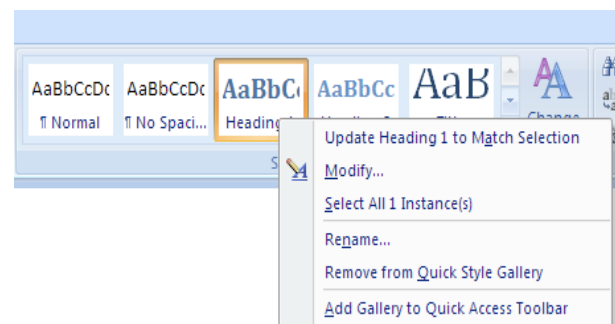 AaBbCcDc AaBbCcDc AaBbC AaBbCc AaB A
¶ Normal ¶ No Spaci... Heading Change
Update Heading 1 to Match Selection
Modify...
Select All 1 Instance(s)
Rename...
Remove from Quick Style Gallery
Add Gallery to Quick Access Toolbar